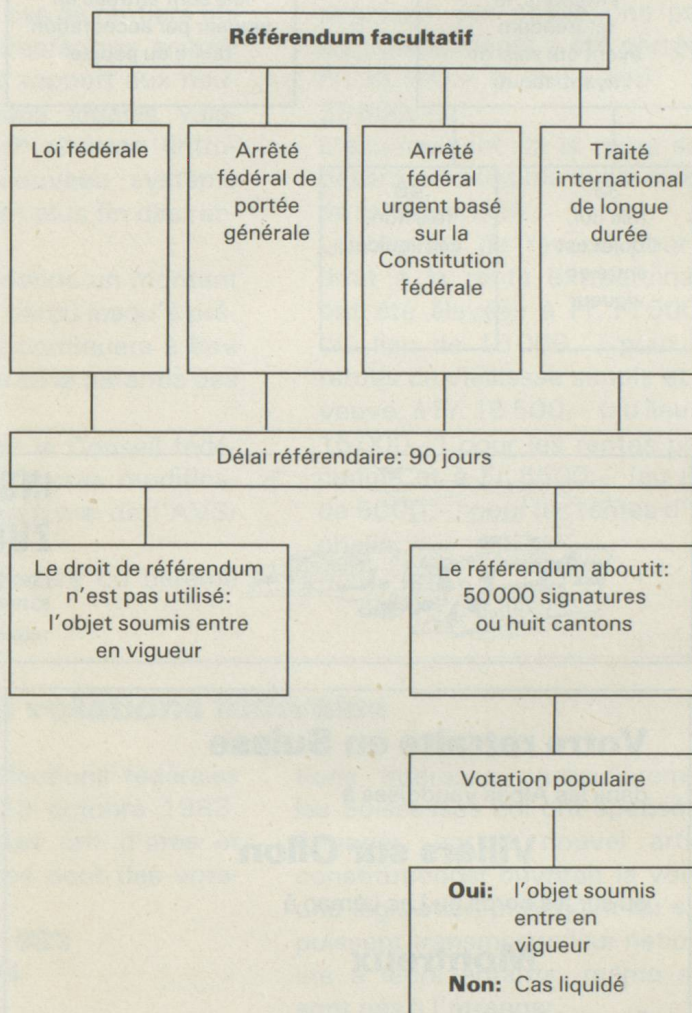 Référendum facultatif
Loi fédérale
Arrêté
fédéral de
portée
générale
Arrêté
fédéral
urgent basé
sur la
Constitution
fédérale
Traité
international
de longue
durée
Délai référendaire: 90 jours
Le droit de référendum
n'est pas utilisé:
l'objet soumis entre
en vigueur
Le référendum aboutit:
50 000 signatures
ou huit cantons
Votation populaire
Oui: l'objet soumis
entre en
vigueur
Non: Cas liquidé